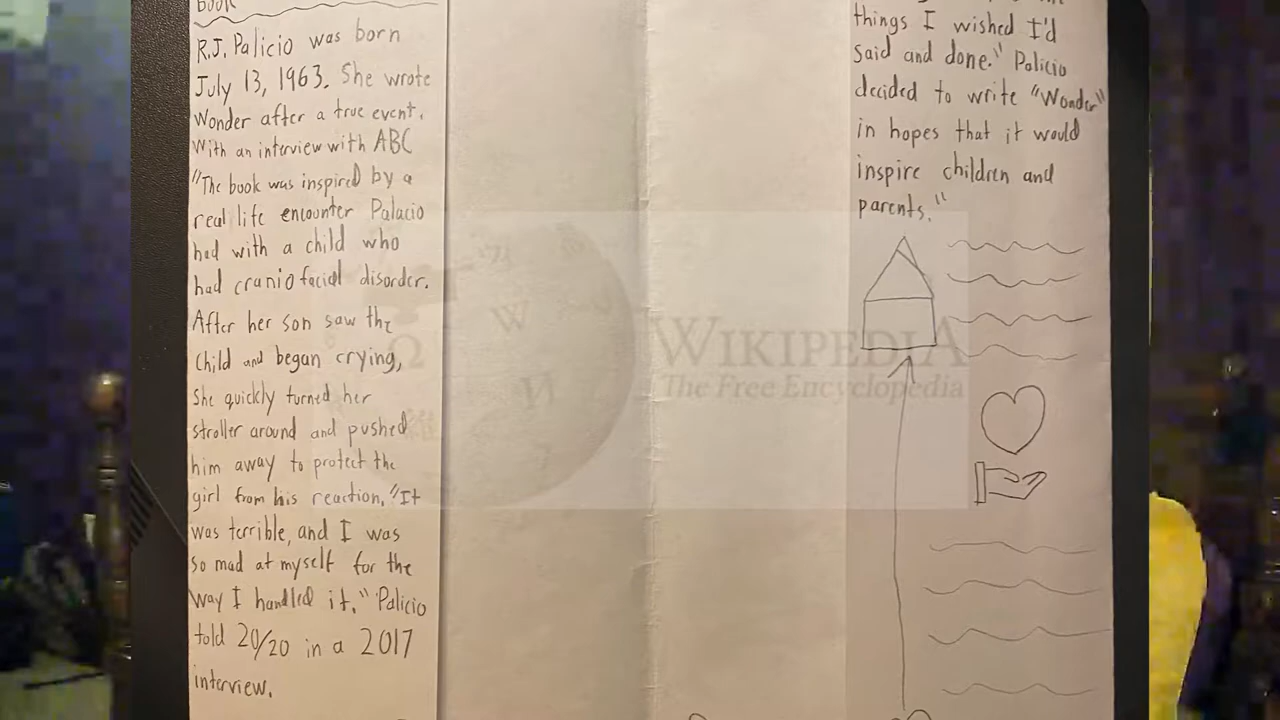 book
R.J. Palicio was born
July 13, 1963. She wrote
Wonder after a true event.
With an interview with ABC
"The book was inspired by a
real life encounter Palacio
had with a child who
had craniofacial disorder.
After her son saw the
child and began crying,
She quickly turned her
stroller around and pushed
him away to protect the
girl from his reaction. "It
was terrible, and I was
so mad at myself for the
way I handled it." Palicio
told 20/20 in a 2017
interview.
things I wished I'd
said and done." Palicio
decided to write "Wonder"
in hopes that it would
inspire children and
parents."
WIKIPEDIA
The Free Encyclopedia
W
Ω
И